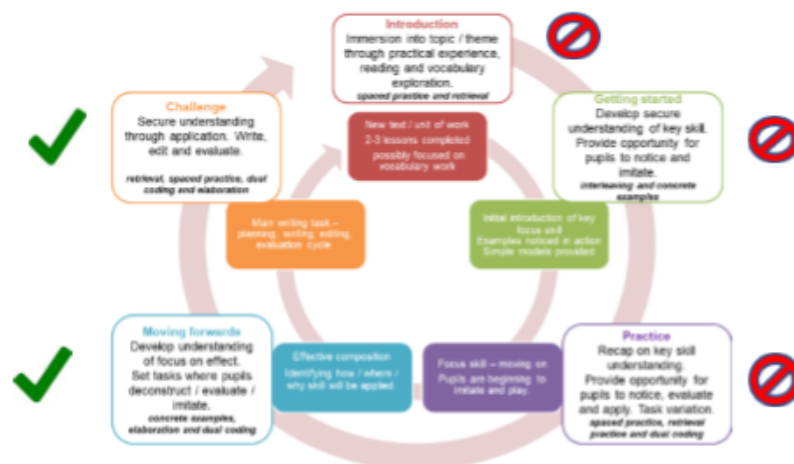 Introduction
Immersion into topic / theme
through practical experience,
reading and vocabulary
exploration.
spaced practice and retrieval
New text / unit of work
2-3 lessons completed
possibly focused on
vocabulary work
Getting started
Develop secure
understanding of key skill.
Provide opportunity for
pupils to notice and
imitate.
interleaving and concrete
examples
Initial introduction of key
focus skill
Examples noticed in action
Simple models provided
Practice
Recap on key skill
understanding.
Provide opportunity for
pupils to notice, evaluate
and apply. Task variation.
spaced practice, retrieval
practice and dual coding
Focus skill – moving on
Pupils are beginning to
imitate and play.
Effective composition
Identifying how / where /
why skill will be applied.
Moving forwards
Develop understanding
of focus on effect.
Set tasks where pupils
deconstruct / evaluate /
imitate.
concrete examples,
elaboration and dual coding
Main writing task –
planning, writing, editing,
evaluation cycle
Challenge
Secure understanding
through application. Write,
edit and evaluate.
retrieval, spaced practice, dual
coding and elaboration